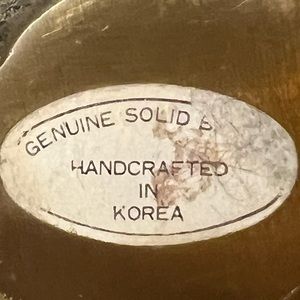 GENUINE SOLID
HANDCRAFTED
IN
KOREA